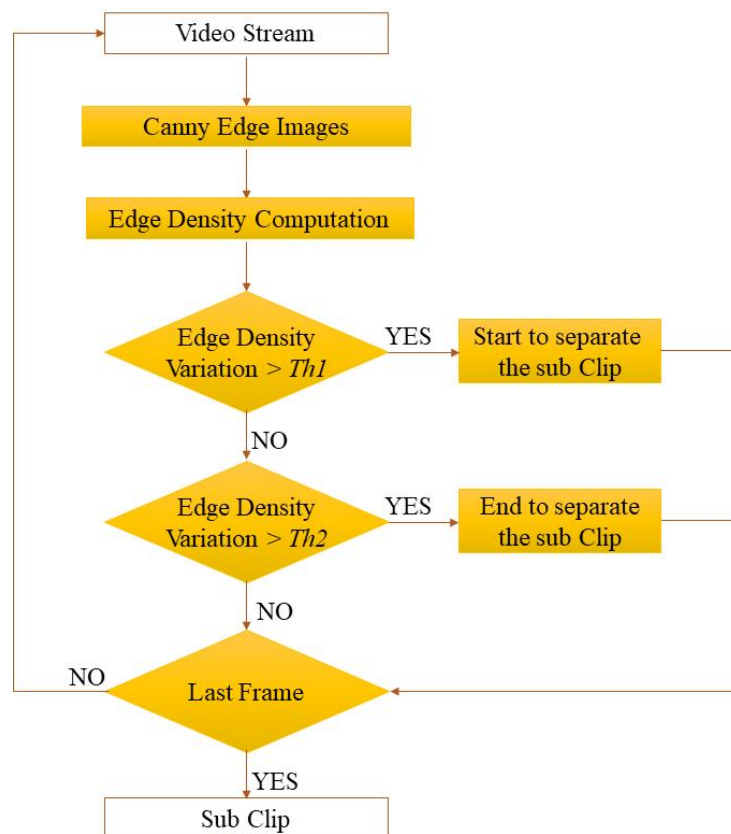 Video Stream
Canny Edge Images
Edge Density Computation
Edge Density
Variation > Th1
YES
Start to separate
the sub Clip
NO
Edge Density
Variation > Th2
YES
End to separate
the sub Clip
NO
NO
Last Frame
YES
Sub Clip